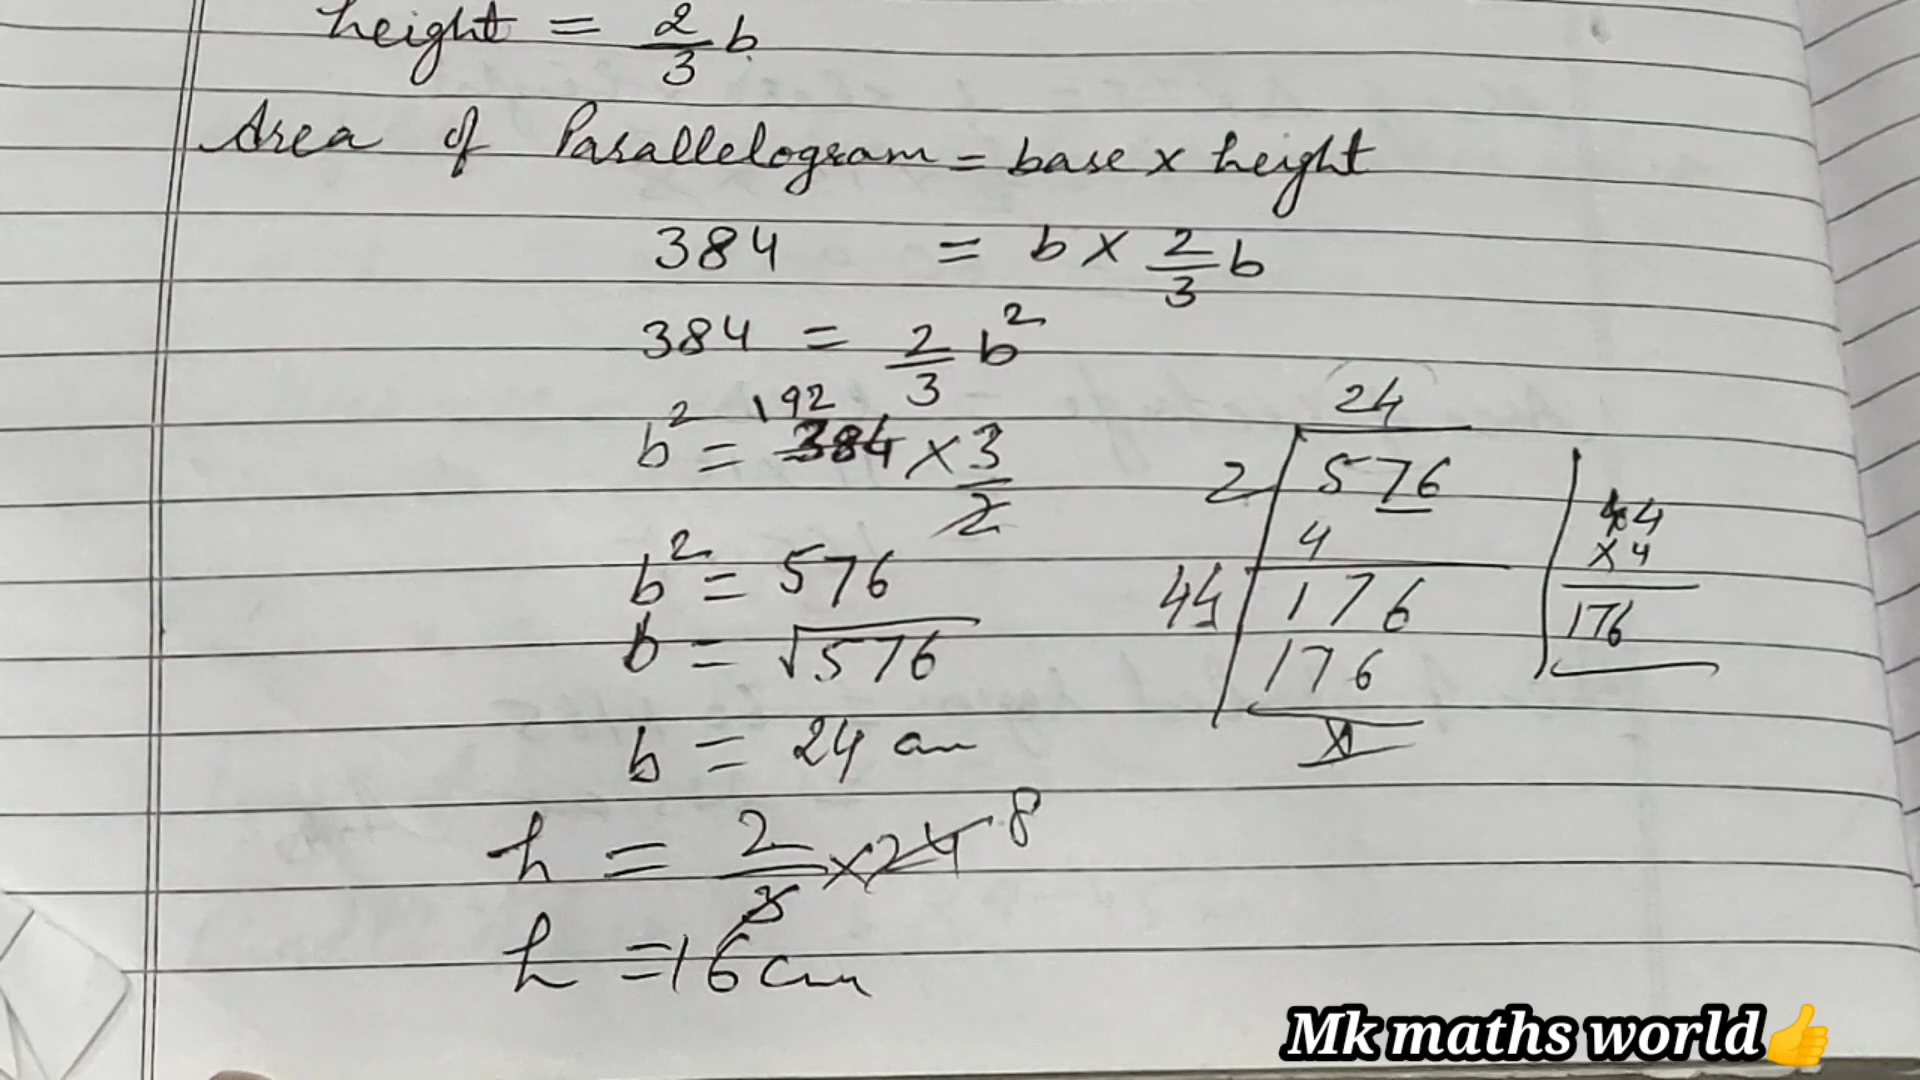 height = 2/3 b
Area of Parallelogram = base x height
384 = b x 2/3 b
384 = 2/3 b²
192
b² = 384 x 3/2
b² = 576
b = √576
b = 24 cm
h = 2/3 x 24 8
h = 16 cm
24
2 576
4
44 176
176
x
44
x 4
176
Mk maths world👍